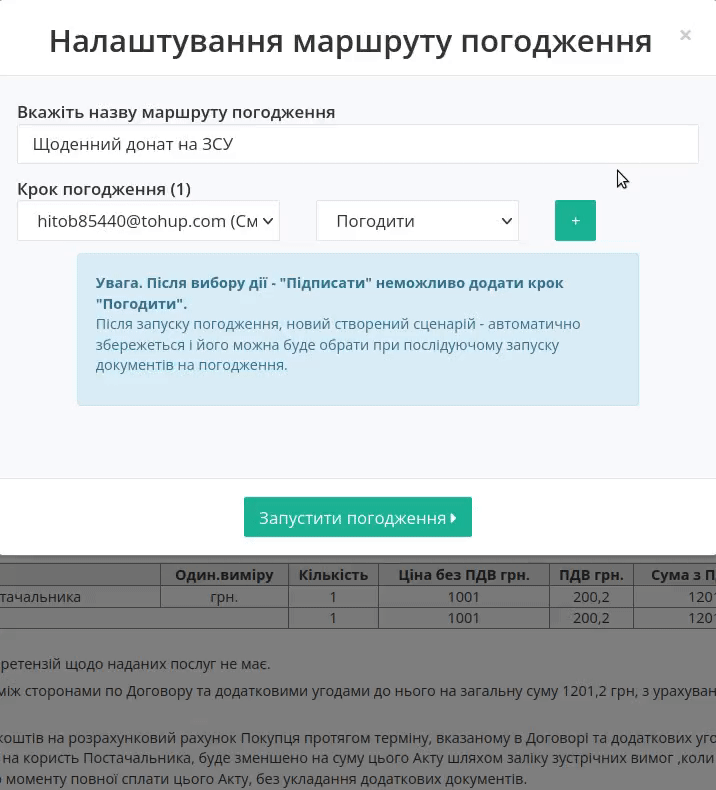 Налаштування маршруту погодження ×
Вкажіть назву маршруту погодження
Щоденний донат на ЗСУ
Крок погодження (1)
hitob85440@tohup.com (См Погодити +
Увага. Після вибору дії - "Підписати" неможливо додати крок
"Погодити".
Після запуску погодження, новий створений сценарій - автоматично
збережеться і його можна буде обрати при послідуючому запуску
документів на погодження.
Запустити погодження
Один.виміру Кількість Ціна без ПДВ грн. ПДВ грн. Сума з П
тачальника грн. 1 1001 200,2 120
1 1001 200,2 120
ретензій щодо наданих послуг не має.
між сторонами по Договору та додатковими угодами до нього на загальну суму 1201,2 грн, з урахуван
коштів на розрахунковий рахунок Покупця протягом терміну, вказаному в Договорі та додаткових уго
на користь Постачальника, буде зменшено на суму цього Акту шляхом заліку зустрічних вимог ,коли
моменту повної сплати цього Акту, без укладання додаткових документів.